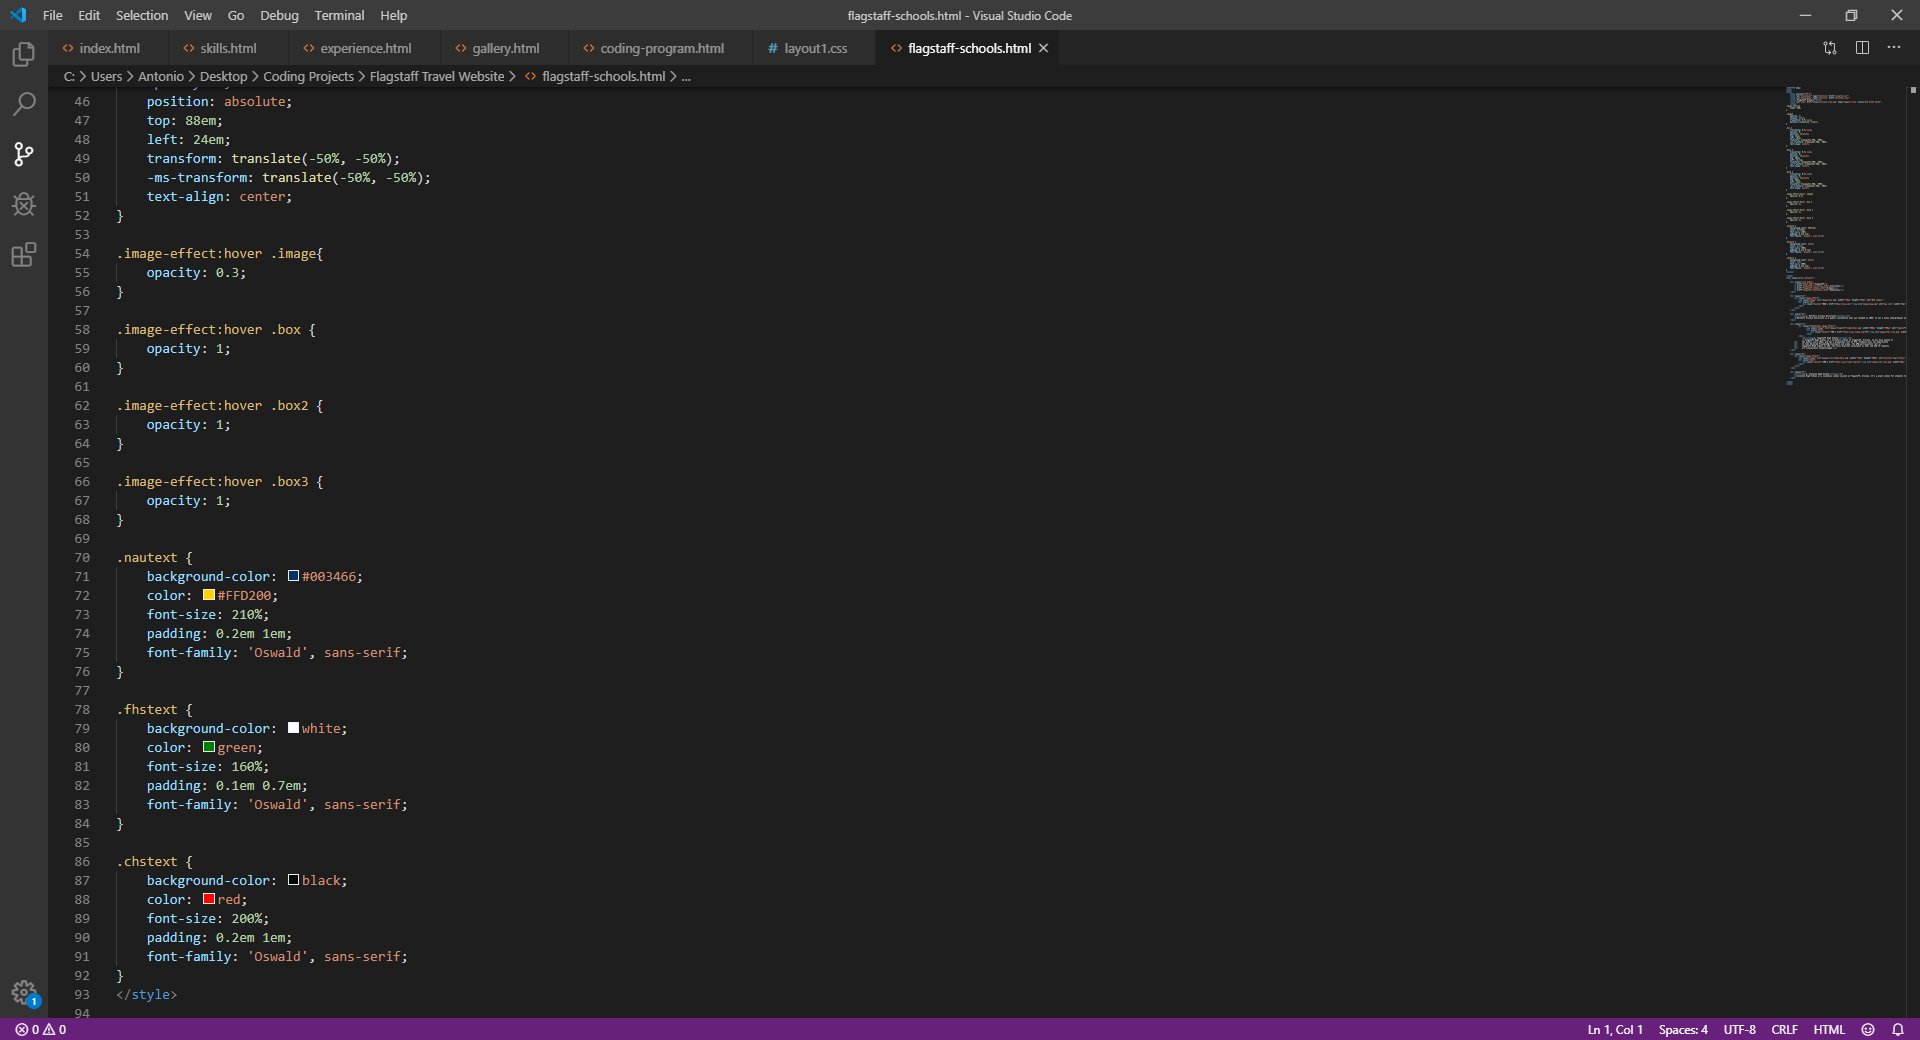 File Edit Selection View Go Debug Terminal Help
flagstaff-schools.html - Visual Studio Code
index.html skills.html experience.html gallery.html coding-program.html # layout1.css flagstaff-schools.html
C: > Users > Antonio > Desktop > Coding Projects > Flagstaff Travel Website > flagstaff-schools.html > ...
46 position: absolute;
47 top: 88em;
48 left: 24em;
49 transform: translate(-50%, -50%);
50 -ms-transform: translate(-50%, -50%);
51 text-align: center;
52 }
53
54 .image-effect:hover .image{
55 opacity: 0.3;
56 }
57
58 .image-effect:hover .box {
59 opacity: 1;
60 }
61
62 .image-effect:hover .box2 {
63 opacity: 1;
64 }
65
66 .image-effect:hover .box3 {
67 opacity: 1;
68 }
69
70 .nautext {
71 background-color: #003466;
72 color: #FFD200;
73 font-size: 210%;
74 padding: 0.2em 1em;
75 font-family: 'Oswald', sans-serif;
76 }
77
78 .fhstext {
79 background-color: white;
80 color: green;
81 font-size: 160%;
82 padding: 0.1em 0.7em;
83 font-family: 'Oswald', sans-serif;
84 }
85
86 .chstext {
87 background-color: black;
88 color: red;
89 font-size: 200%;
90 padding: 0.2em 1em;
91 font-family: 'Oswald', sans-serif;
92 }
93 </style>
94
1
0 0
Ln 1, Col 1 Spaces: 4 UTF-8 CRLF HTML